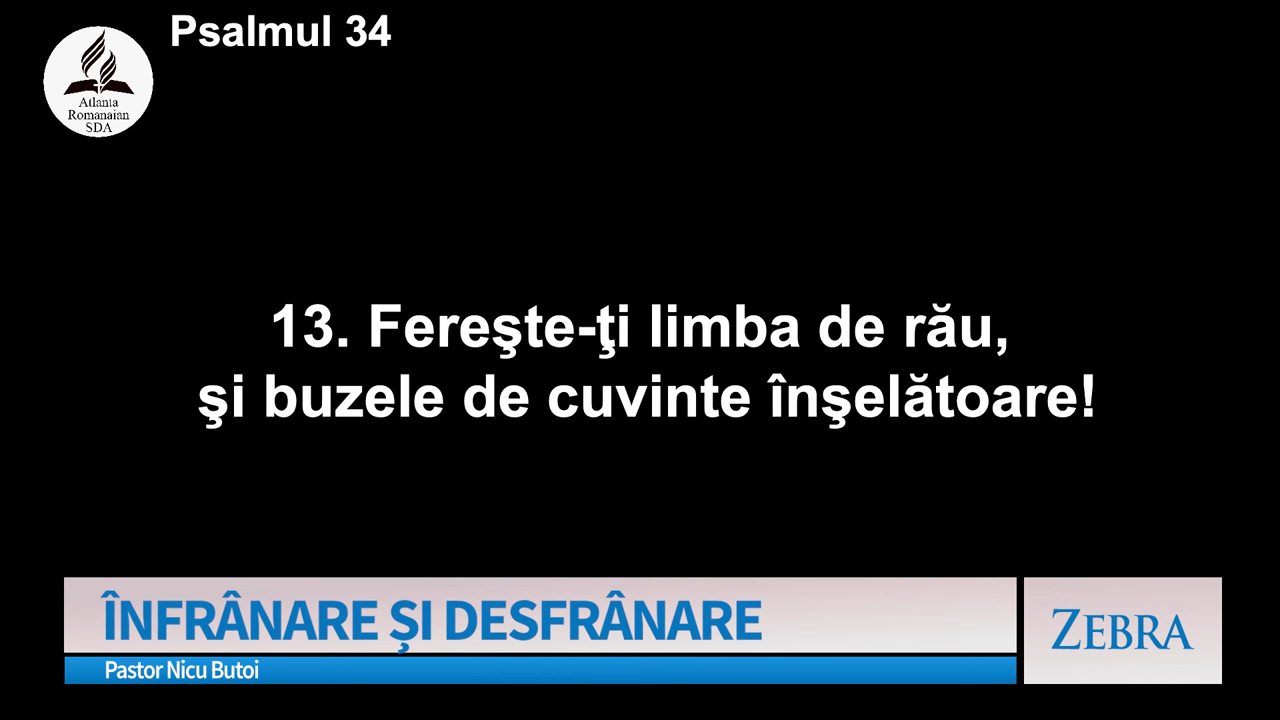 Psalmul 34
Atlanta
Romanaian
SDA
13. Fereşte-ţi limba de rău,
şi buzele de cuvinte înşelătoare!
ÎNFRÂNARE ŞI DESFRÂNARE
Pastor Nicu Butoi
ZEBRA